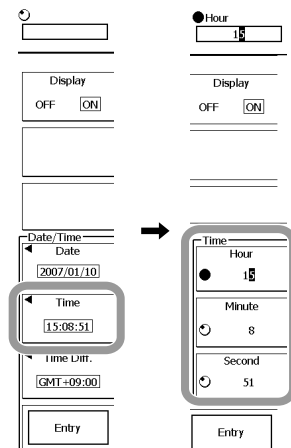 Display
OFF ON
Date/Time
Date
2007/01/10
Time
15:08:51
Time Diff.
GMT+09:00
Entry
Hour
15
Display
OFF ON
Time
Hour
15
Minute
8
Second
51
Entry